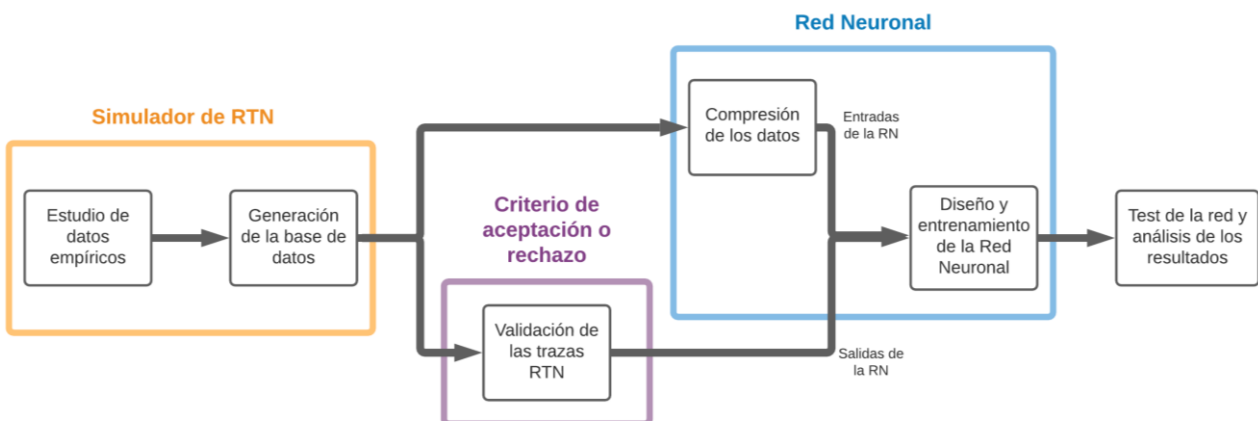 Red Neuronal
Simulador de RTN
Compresión
de los datos
Entradas
de la RN
Criterio de
aceptación o
rechazo
Estudio de
datos
empíricos
Generación
de la base de
datos
Diseño y
entrenamiento
de la Red
Neuronal
Test de la red y
análisis de los
resultados
Validación de
las trazas
RTN
Salidas de
la RN